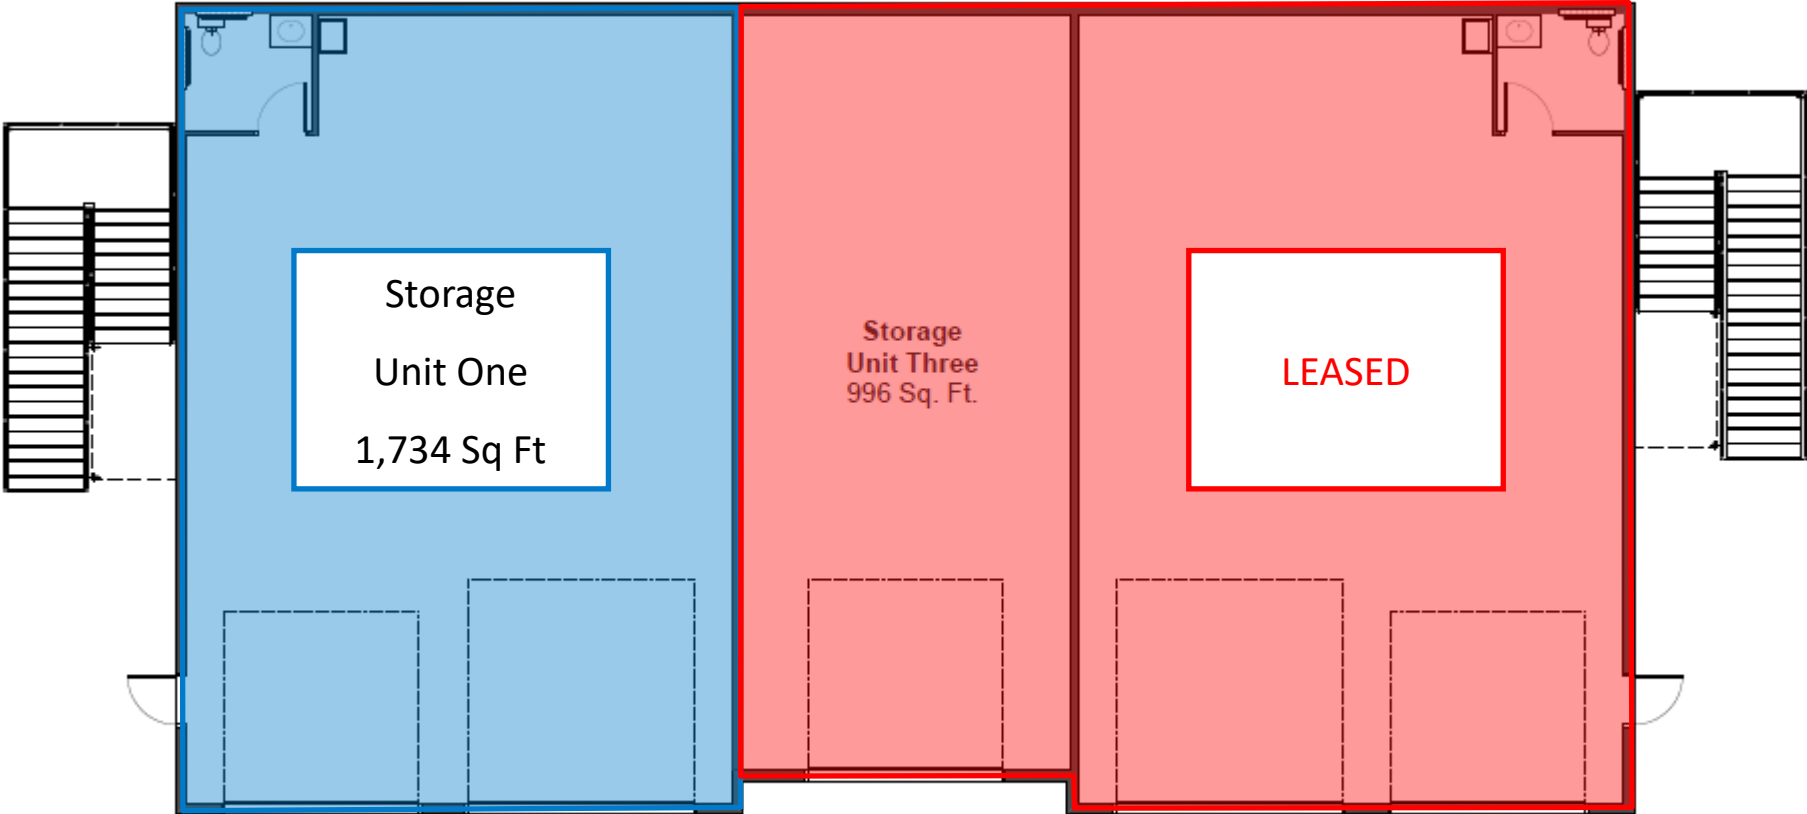 Storage
Unit One
1,734 Sq Ft
Storage
Unit Three
996 Sq. Ft.
LEASED